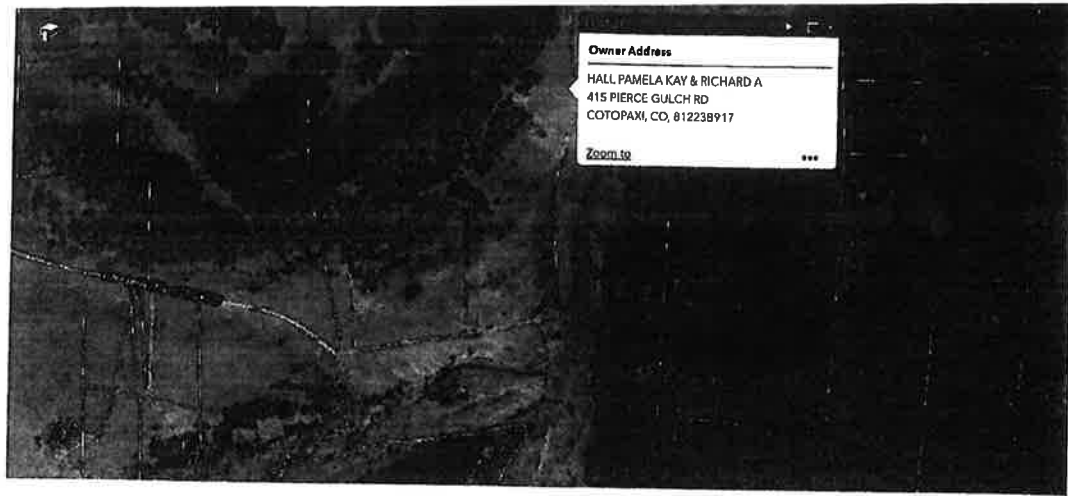 Owner Address
HALL PAMELA KAY & RICHARD A
415 PIERCE GULCH RD
COTOPAXI, CO, 812238917
Zoom to